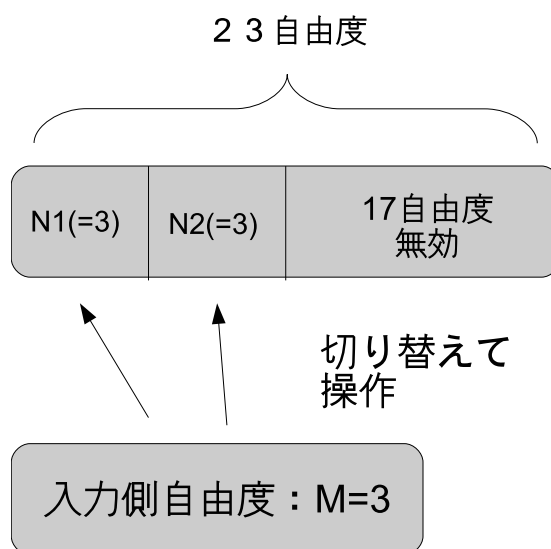 ２３自由度
N1(=3)
N2(=3)
17自由度
無効
切り替えて
操作
入力側自由度：M=3